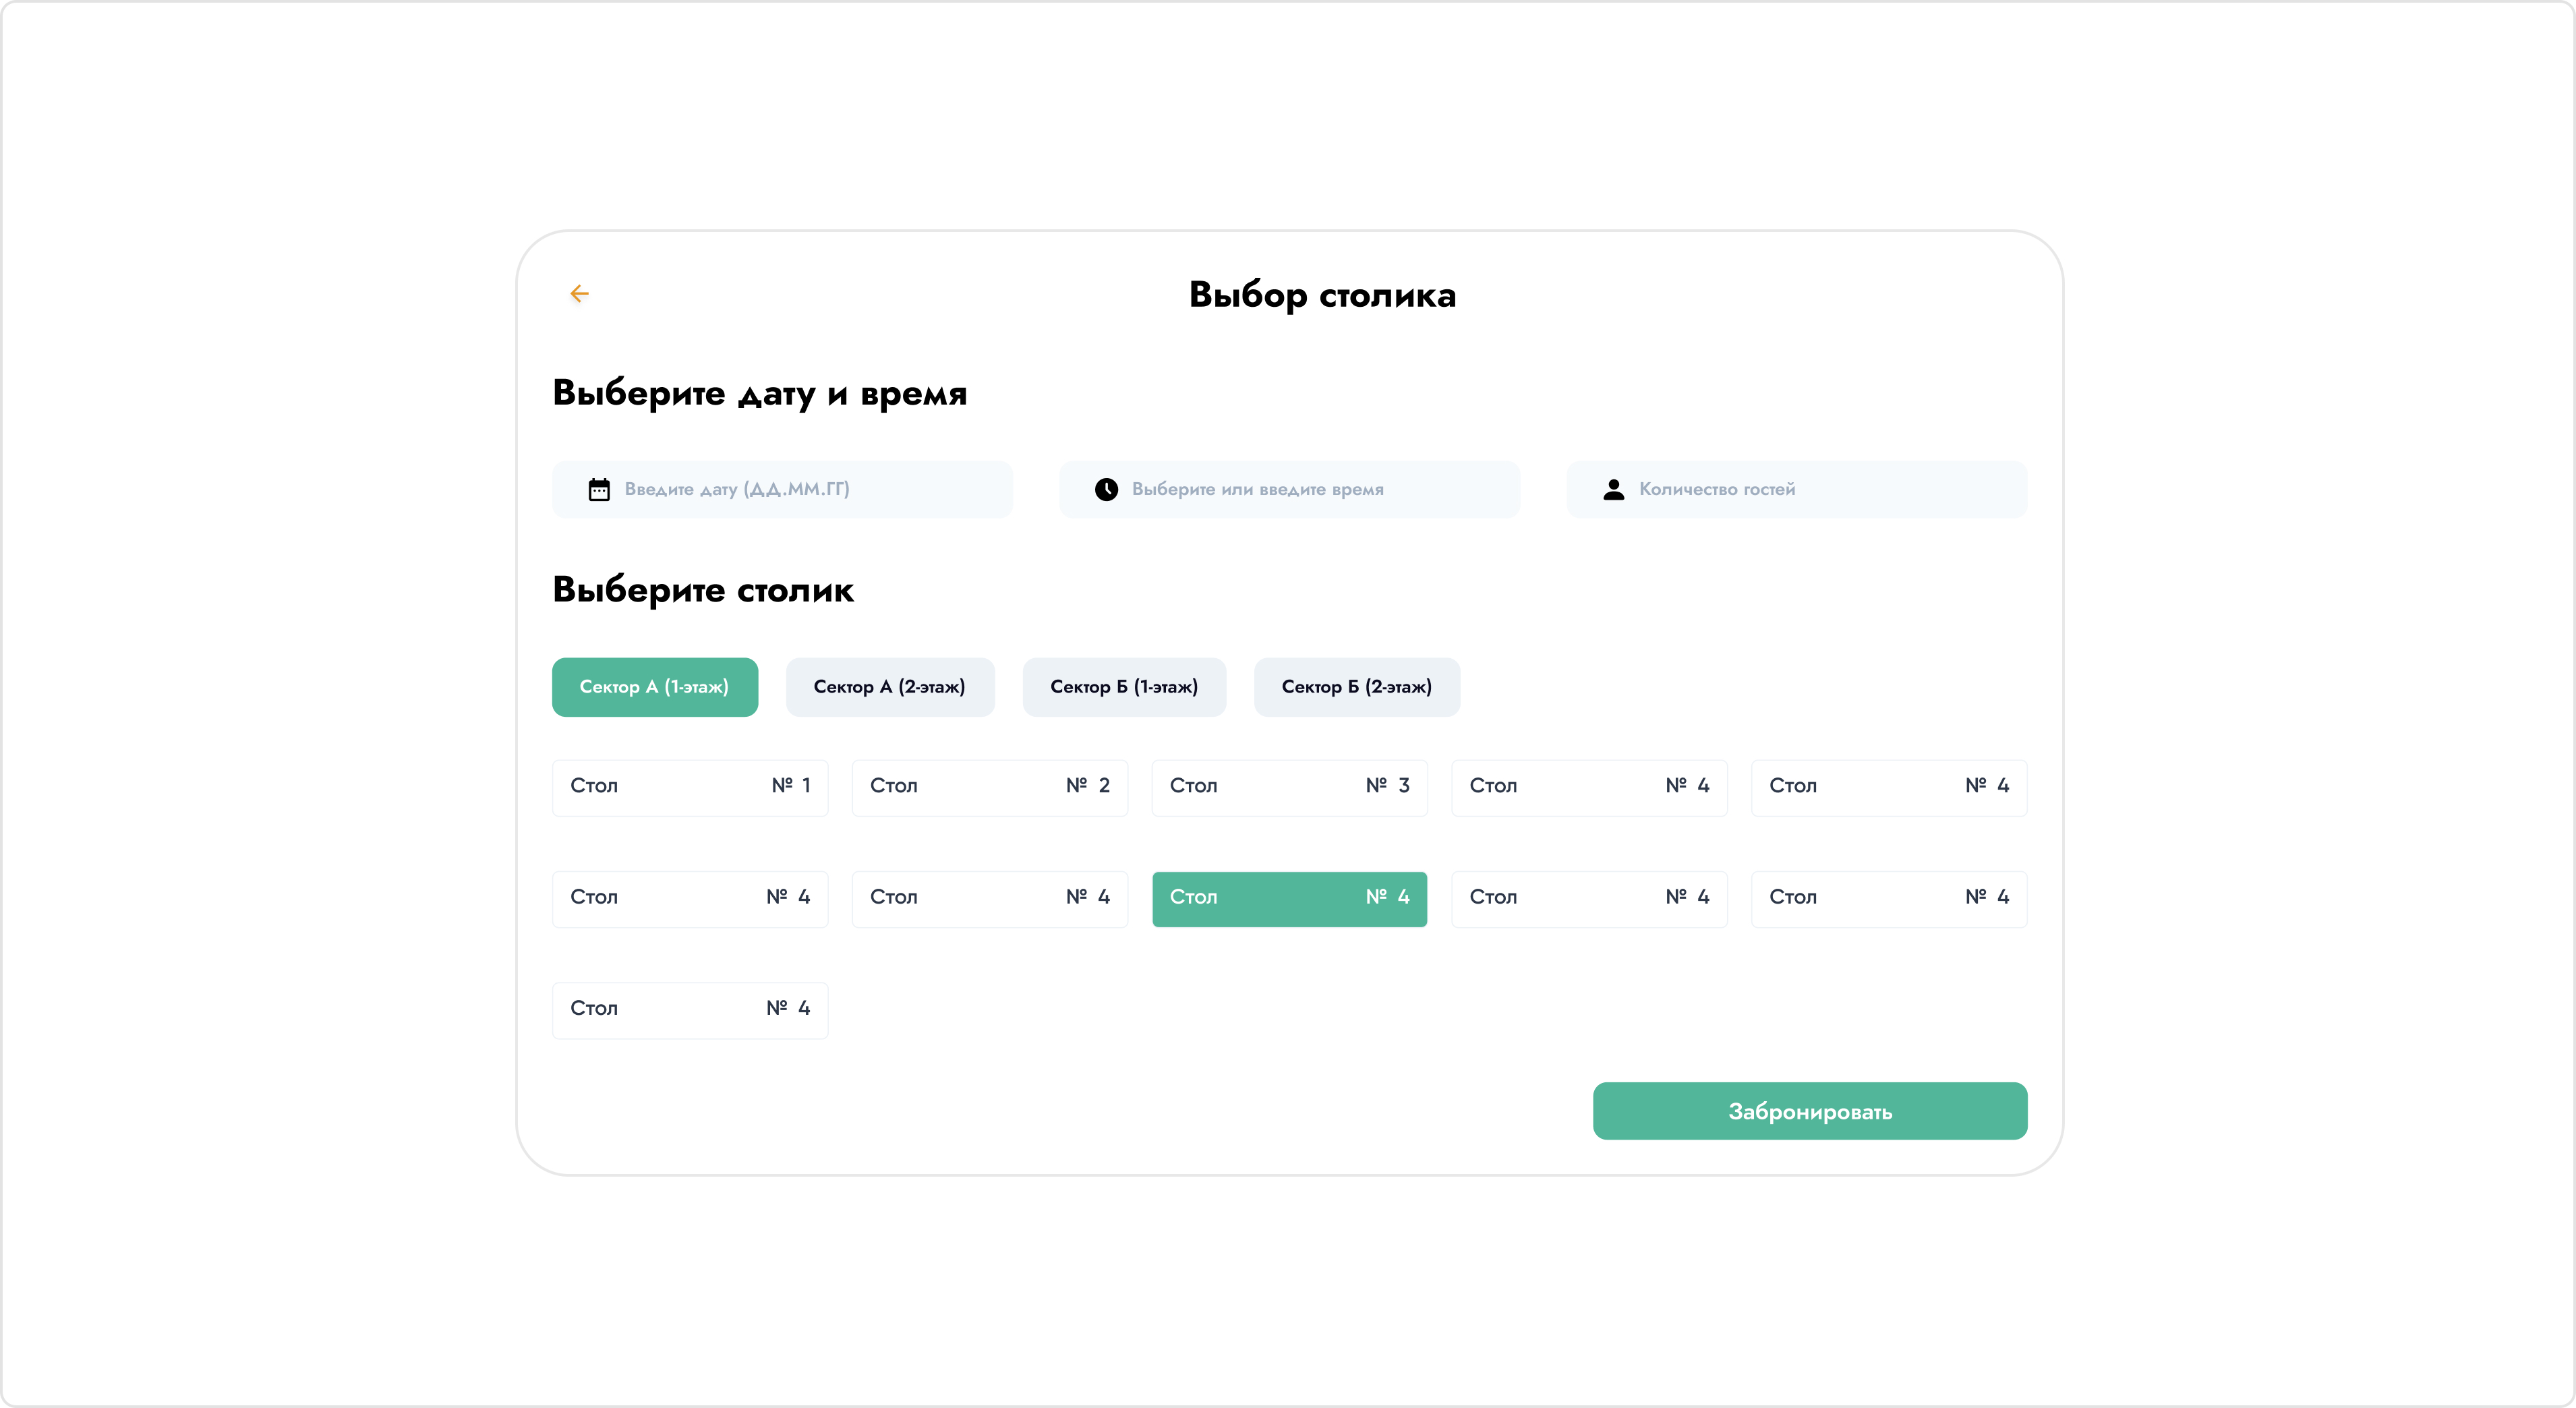 Выбор столика
Выберите дату и время
Введите дату (ДД.ММ.ГГ) Выберите или введите время Количество гостей
Выберите столик
Сектор А (1-этаж) Сектор А (2-этаж) Сектор Б (1-этаж) Сектор Б (2-этаж)
Стол № 1 Стол № 2 Стол № 3 Стол № 4 Стол № 4
Стол № 4 Стол № 4 Стол № 4 Стол № 4 Стол № 4
Стол № 4
Забронировать